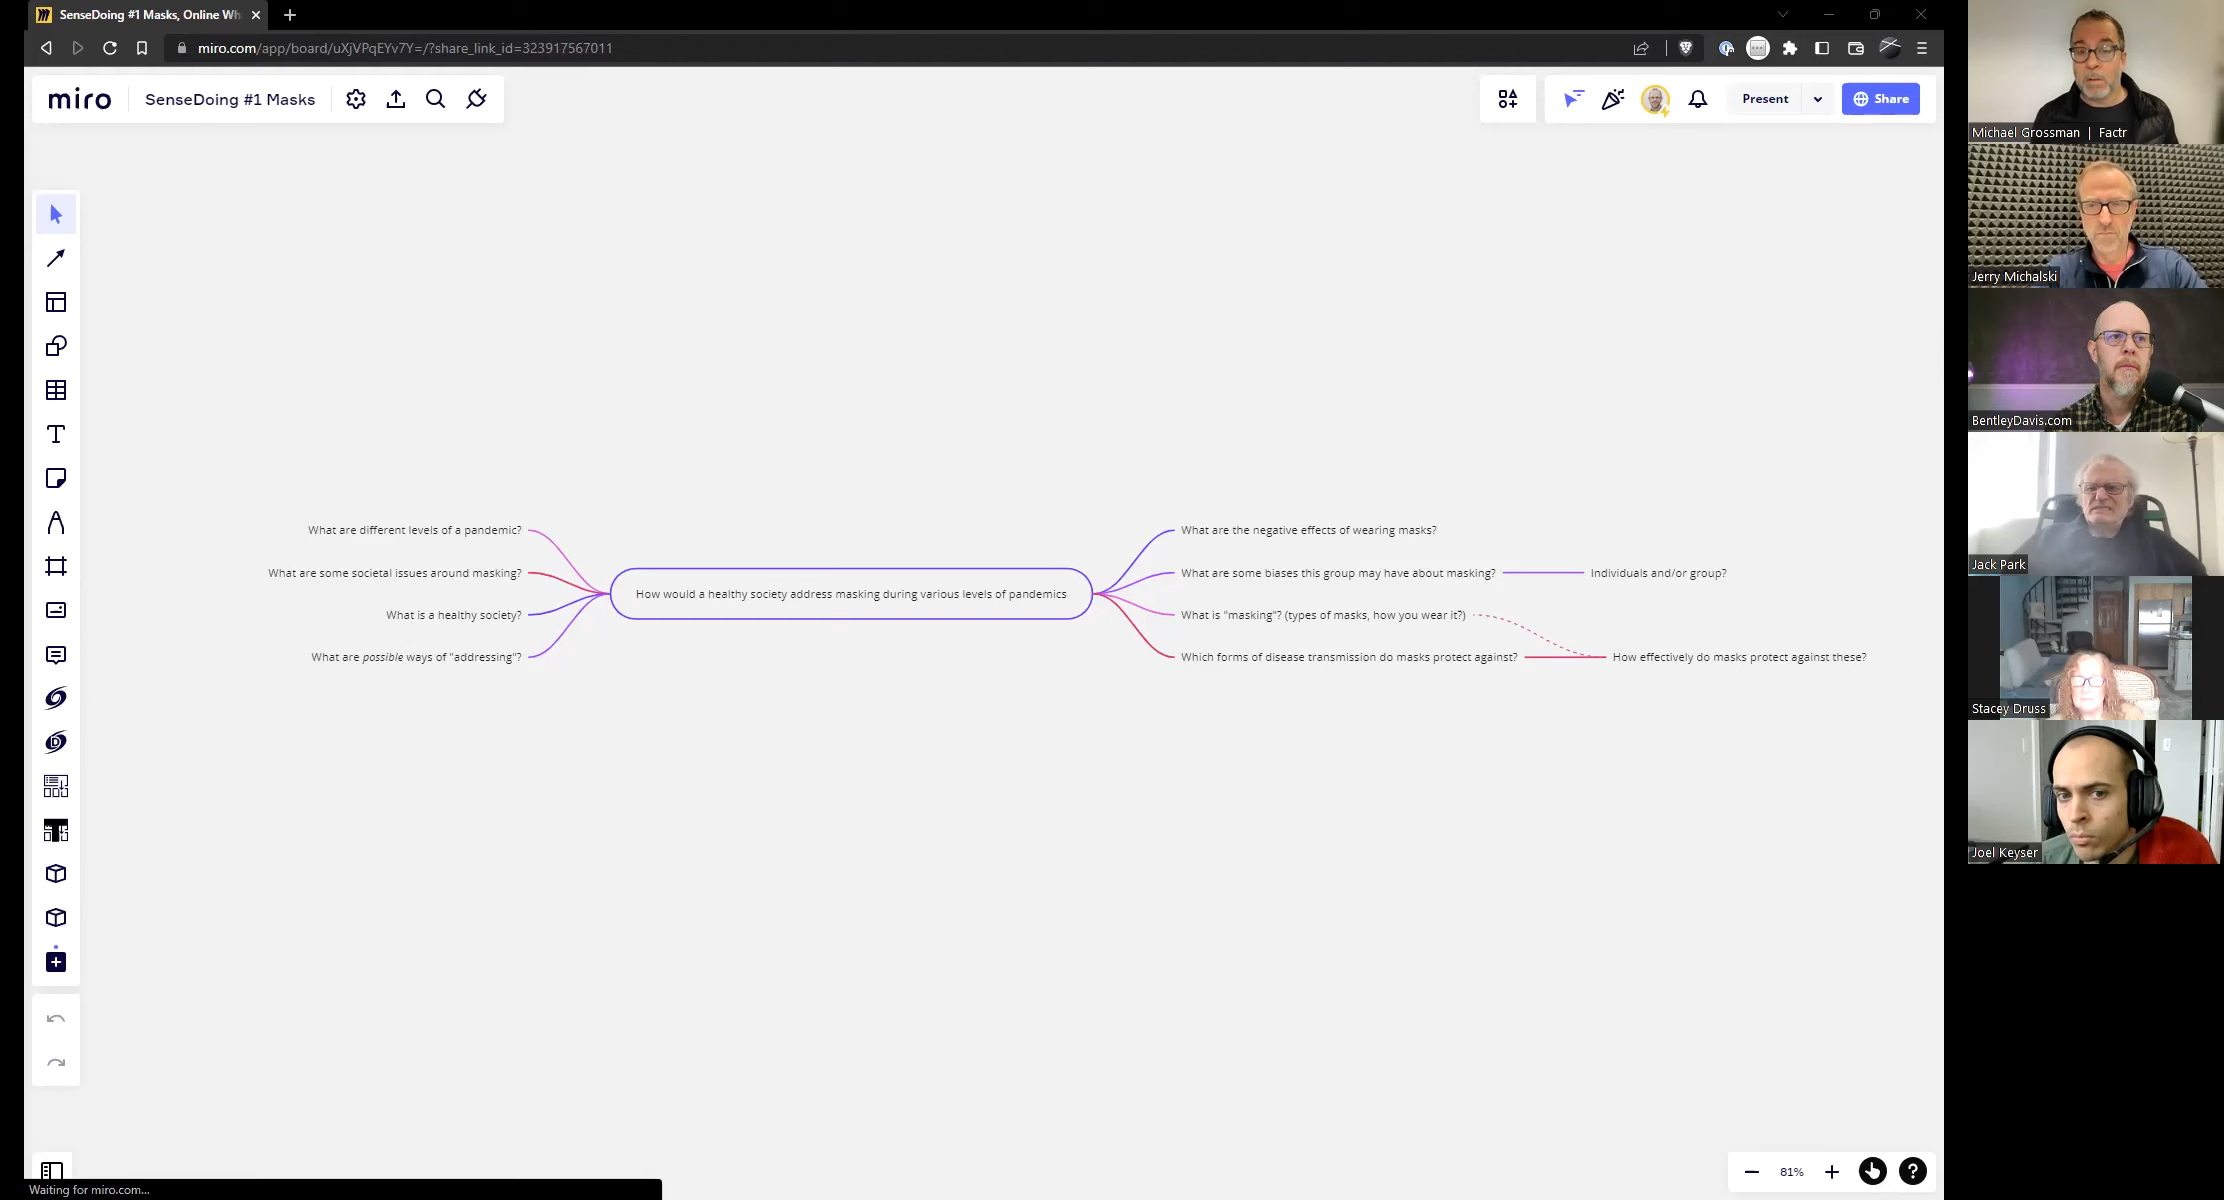 SenseDoing #1 Masks, Online Wh
miro.com/app/board/uXjVPqEYv7Y=/?share_link_id=323917567011
miro
SenseDoing #1 Masks
Present
Share
What are different levels of a pandemic?
What are some societal issues around masking?
What is a healthy society?
What are possible ways of "addressing"?
How would a healthy society address masking during various levels of pandemics
What are the negative effects of wearing masks?
What are some biases this group may have about masking?
Individuals and/or group?
What is "masking"? (types of masks, how you wear it?)
Which forms of disease transmission do masks protect against?
How effectively do masks protect against these?
81%
Waiting for miro.com...
Michael Grossman | Factr
Jerry Michalski
BentleyDavis.com
Jack Park
Stacey Druss
Joel Keyser